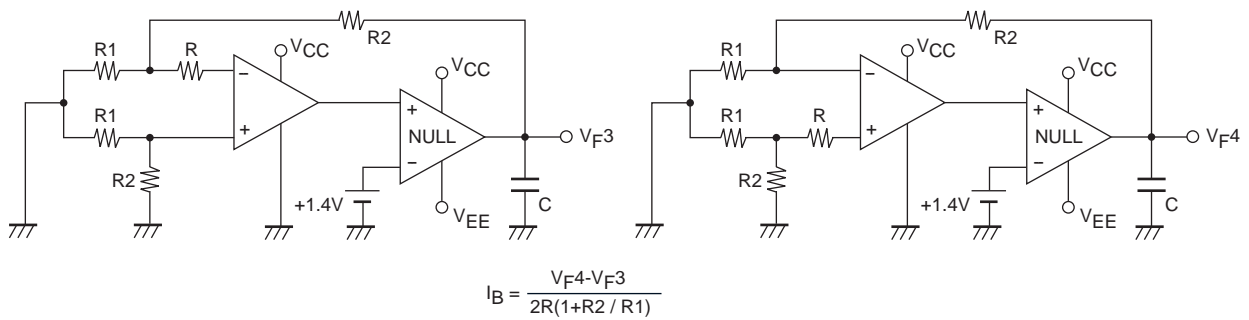 R2
VCC
R1
R
−
VCC
R1
+
+
NULL
VF3
R2
−
+1.4V
C
VEE
R2
VCC
R1
−
VCC
R1
R
+
+
NULL
VF4
R2
−
+1.4V
C
VEE
IB = VF4-VF3 / 2R(1+R2 / R1)